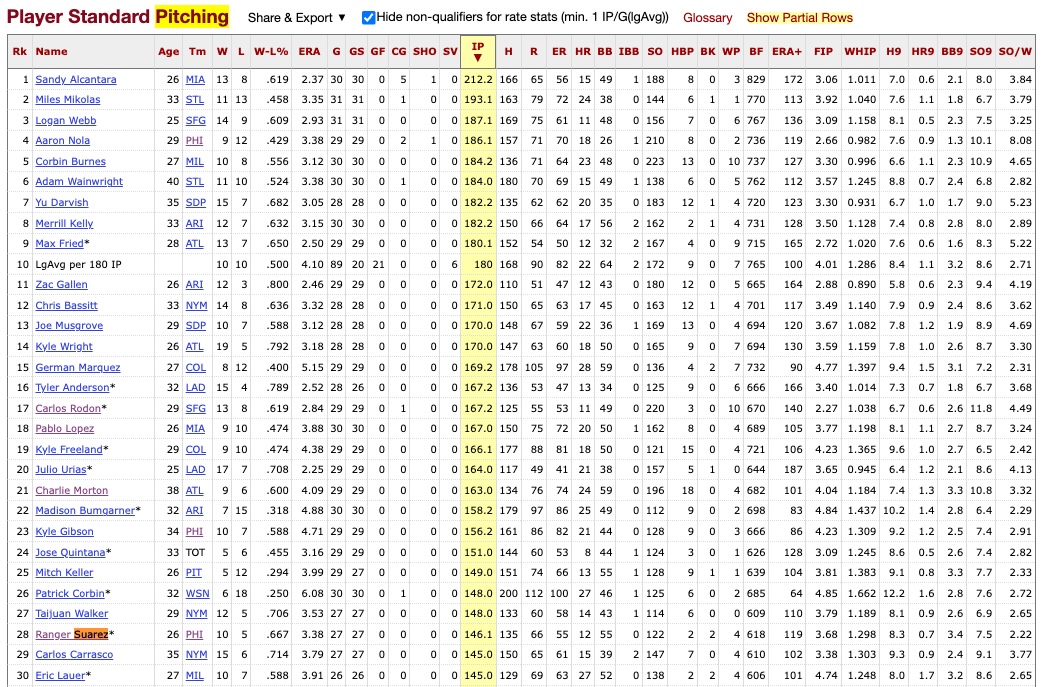 Player Standard Pitching Share & Export ▼ Hide non-qualifiers for rate stats (min. 1 IP/G(lgAvg)) Glossary Show Partial Rows
Rk Name Age Tm W L W-L% ERA G GS GF CG SHO SV IP ▼ H R ER HR BB IBB SO HBP BK WP BF ERA+ FIP WHIP H9 HR9 BB9 SO9 SO/W
1 Sandy Alcantara 26 MIA 13 8 .619 2.37 30 30 0 5 1 0 212.2 166 65 56 15 49 1 188 8 0 3 829 172 3.06 1.011 7.0 0.6 2.1 8.0 3.84
2 Miles Mikolas 33 STL 11 13 .458 3.35 31 31 0 1 0 0 193.1 163 79 72 24 38 0 144 6 1 1 770 113 3.92 1.040 7.6 1.1 1.8 6.7 3.79
3 Logan Webb 25 SFG 14 9 .609 2.93 31 31 0 0 0 0 187.1 169 75 61 11 48 0 156 7 0 6 767 136 3.09 1.158 8.1 0.5 2.3 7.5 3.25
4 Aaron Nola 29 PHI 9 12 .429 3.38 29 29 0 2 1 0 186.1 157 71 70 18 26 1 210 8 0 2 736 119 2.66 0.982 7.6 0.9 1.3 10.1 8.08
5 Corbin Burnes 27 MIL 10 8 .556 3.12 30 30 0 0 0 0 184.2 136 71 64 23 48 0 223 13 0 10 737 127 3.30 0.996 6.6 1.1 2.3 10.9 4.65
6 Adam Wainwright 40 STL 11 10 .524 3.38 30 30 0 1 0 0 184.0 180 70 69 15 49 1 138 6 0 5 762 112 3.57 1.245 8.8 0.7 2.4 6.8 2.82
7 Yu Darvish 35 SDP 15 7 .682 3.05 28 28 0 0 0 0 182.2 135 62 62 20 35 0 183 12 1 4 720 123 3.30 0.931 6.7 1.0 1.7 9.0 5.23
8 Merrill Kelly 33 ARI 12 7 .632 3.15 30 30 0 0 0 0 182.2 150 66 64 17 56 2 162 2 1 4 731 128 3.50 1.128 7.4 0.8 2.8 8.0 2.89
9 Max Fried* 28 ATL 13 7 .650 2.50 29 29 0 0 0 0 180.1 152 54 50 12 32 2 167 4 0 9 715 165 2.72 1.020 7.6 0.6 1.6 8.3 5.22
10 LgAvg per 180 IP 10 10 .500 4.10 89 20 21 0 0 6 180 168 90 82 22 64 2 172 9 0 7 765 100 4.01 1.286 8.4 1.1 3.2 8.6 2.71
11 Zac Gallen 26 ARI 12 3 .800 2.46 29 29 0 0 0 0 172.0 110 51 47 12 43 0 180 12 0 5 665 164 2.88 0.890 5.8 0.6 2.3 9.4 4.19
12 Chris Bassitt 33 NYM 14 8 .636 3.32 28 28 0 0 0 0 171.0 150 65 63 17 45 0 163 12 1 4 701 117 3.49 1.140 7.9 0.9 2.4 8.6 3.62
13 Joe Musgrove 29 SDP 10 7 .588 3.12 28 28 0 0 0 0 170.0 148 67 59 22 36 1 169 13 0 4 694 120 3.67 1.082 7.8 1.2 1.9 8.9 4.69
14 Kyle Wright 26 ATL 19 5 .792 3.18 28 28 0 0 0 0 170.0 147 63 60 18 50 0 165 9 0 7 694 130 3.59 1.159 7.8 1.0 2.6 8.7 3.30
15 German Marquez 27 COL 8 12 .400 5.15 29 29 0 0 0 0 169.2 178 105 97 28 59 0 136 4 2 7 732 90 4.77 1.397 9.4 1.5 3.1 7.2 2.31
16 Tyler Anderson* 32 LAD 15 4 .789 2.52 28 26 0 0 0 0 167.2 136 53 47 13 34 0 125 9 0 6 666 166 3.40 1.014 7.3 0.7 1.8 6.7 3.68
17 Carlos Rodon* 29 SFG 13 8 .619 2.84 29 29 0 1 0 0 167.2 125 55 53 11 49 0 220 3 0 10 670 140 2.27 1.038 6.7 0.6 2.6 11.8 4.49
18 Pablo Lopez 26 MIA 9 10 .474 3.88 30 30 0 0 0 0 167.0 150 75 72 20 50 1 162 8 0 4 689 105 3.77 1.198 8.1 1.1 2.7 8.7 3.24
19 Kyle Freeland* 29 COL 9 10 .474 4.38 29 29 0 0 0 0 166.1 177 88 81 18 50 0 121 15 0 4 721 106 4.23 1.365 9.6 1.0 2.7 6.5 2.42
20 Julio Urias* 25 LAD 17 7 .708 2.25 29 29 0 0 0 0 164.0 117 49 41 21 38 0 157 5 1 0 644 187 3.65 0.945 6.4 1.2 2.1 8.6 4.13
21 Charlie Morton 38 ATL 9 6 .600 4.09 29 29 0 0 0 0 163.0 134 76 74 24 59 0 196 18 0 4 682 101 4.04 1.184 7.4 1.3 3.3 10.8 3.32
22 Madison Bumgarner* 32 ARI 7 15 .318 4.88 30 30 0 0 0 0 158.2 179 97 86 25 49 0 112 9 0 2 698 83 4.84 1.437 10.2 1.4 2.8 6.4 2.29
23 Kyle Gibson 34 PHI 10 7 .588 4.71 29 29 0 0 0 0 156.2 161 86 82 21 44 0 128 9 0 3 666 86 4.23 1.309 9.2 1.2 2.5 7.4 2.91
24 Jose Quintana* 33 TOT 5 6 .455 3.16 29 29 0 0 0 0 151.0 144 60 53 8 44 1 124 3 0 1 626 128 3.09 1.245 8.6 0.5 2.6 7.4 2.82
25 Mitch Keller 26 PIT 5 12 .294 3.99 29 27 0 0 0 0 149.0 151 74 66 13 55 1 128 9 1 1 639 104 3.81 1.383 9.1 0.8 3.3 7.7 2.33
26 Patrick Corbin* 32 WSN 6 18 .250 6.08 30 30 0 1 0 0 148.0 200 112 100 27 46 1 125 6 0 2 685 64 4.85 1.662 12.2 1.6 2.8 7.6 2.72
27 Taijuan Walker 29 NYM 12 5 .706 3.53 27 27 0 0 0 0 148.0 133 60 58 14 43 1 114 6 0 0 609 110 3.79 1.189 8.1 0.9 2.6 6.9 2.65
28 Ranger Suarez* 26 PHI 10 5 .667 3.38 27 27 0 0 0 0 146.1 135 66 55 12 55 0 122 2 2 4 618 119 3.68 1.298 8.3 0.7 3.4 7.5 2.22
29 Carlos Carrasco 35 NYM 15 6 .714 3.79 27 27 0 0 0 0 145.0 150 65 61 16 39 2 147 7 0 4 610 102 3.38 1.303 9.3 2.4 9.1 3.77
30 Eric Lauer* 27 MIL 10 7 .588 3.91 26 26 0 0 0 0 145.0 129 69 63 27 52 0 138 2 2 4 606 101 4.74 1.248 8.0 1.7 3.2 8.6 2.65